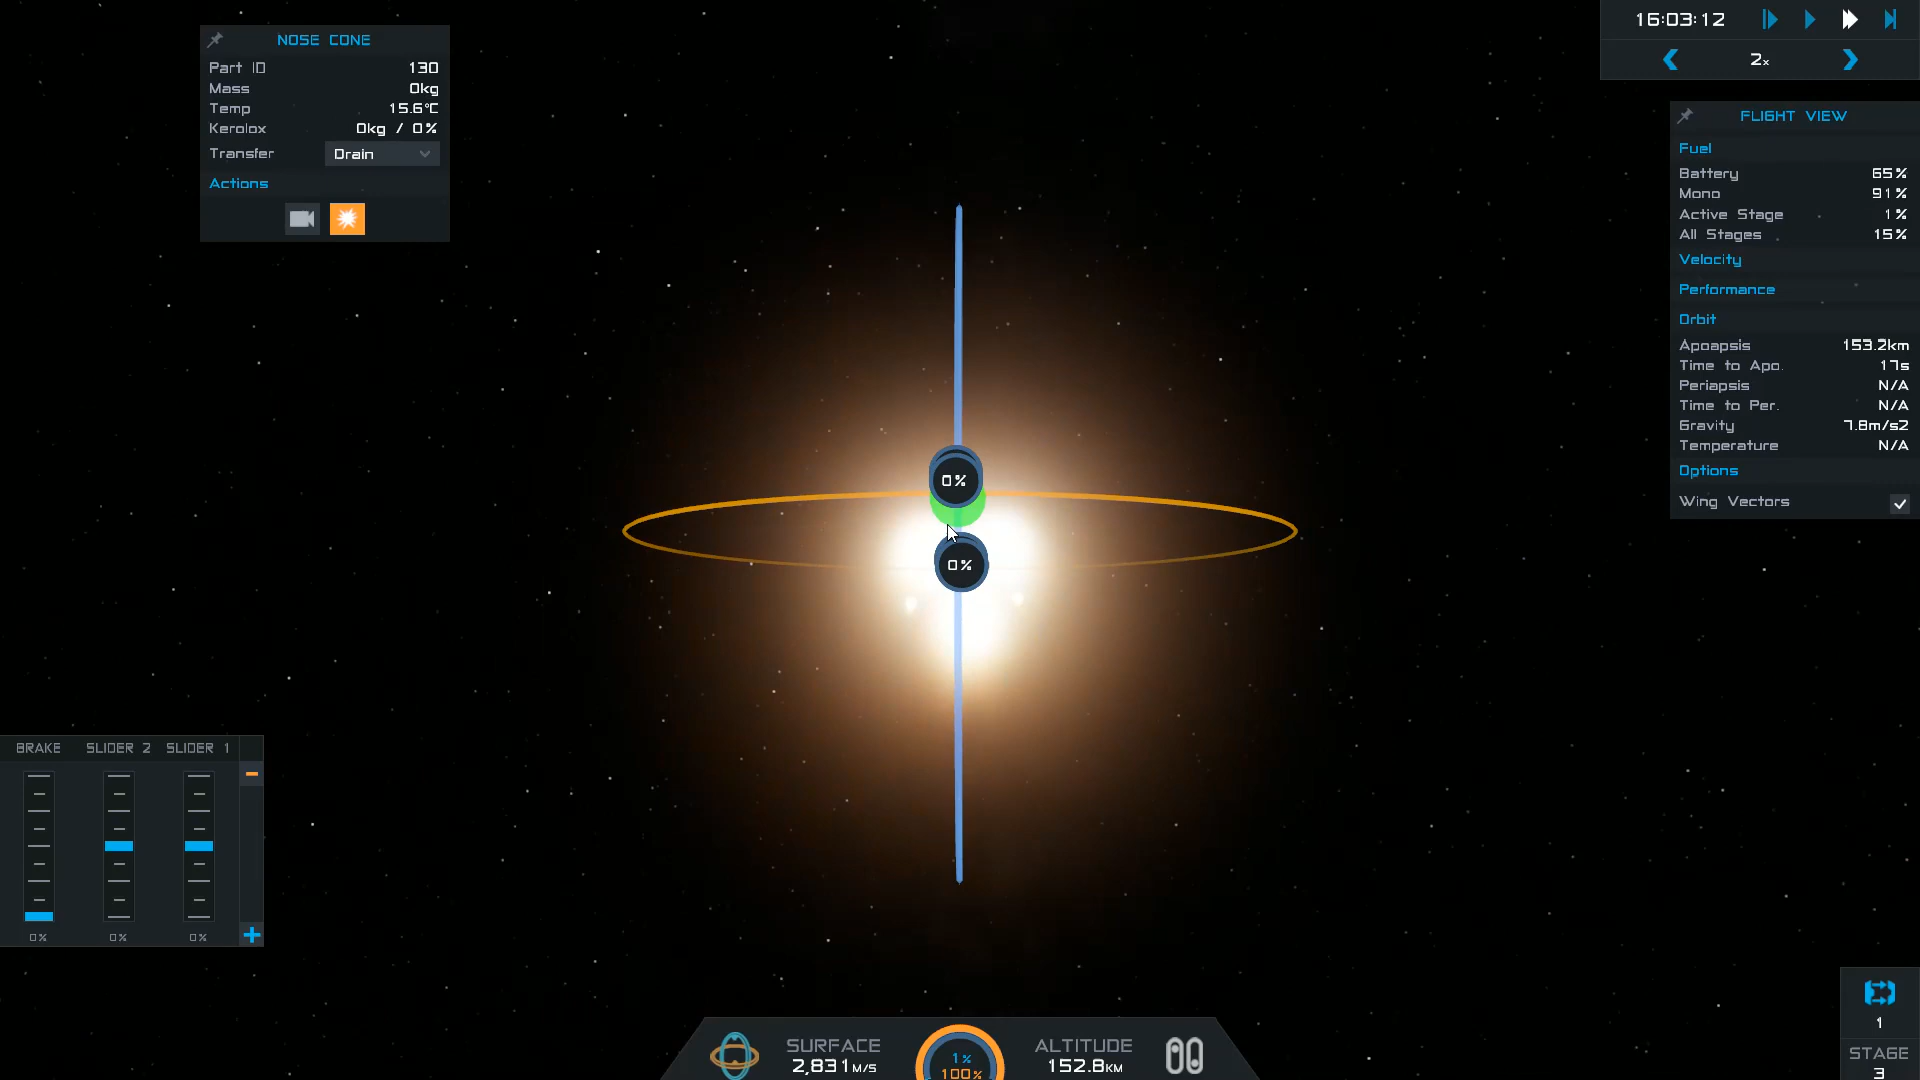 NOSE CONE
Part ID 130
Mass 0kg
Temp 15.6°C
Kerolox 0kg / 0%
Transfer Drain
Actions
16:03:12
2x
FLIGHT VIEW
Fuel
Battery 65%
Mono 91%
Active Stage 1%
All Stages 15%
Velocity
Performance
Orbit
Apoapsis 153.2km
Time to Apo. 17s
Periapsis N/A
Time to Per. N/A
Gravity 7.8m/s2
Temperature N/A
Options
Wing Vectors
0%
0%
BRAKE SLIDER 2 SLIDER 1
0% 0% 0%
SURFACE
2,831M/S
1%
100%
ALTITUDE
152.8KM
1
STAGE
3